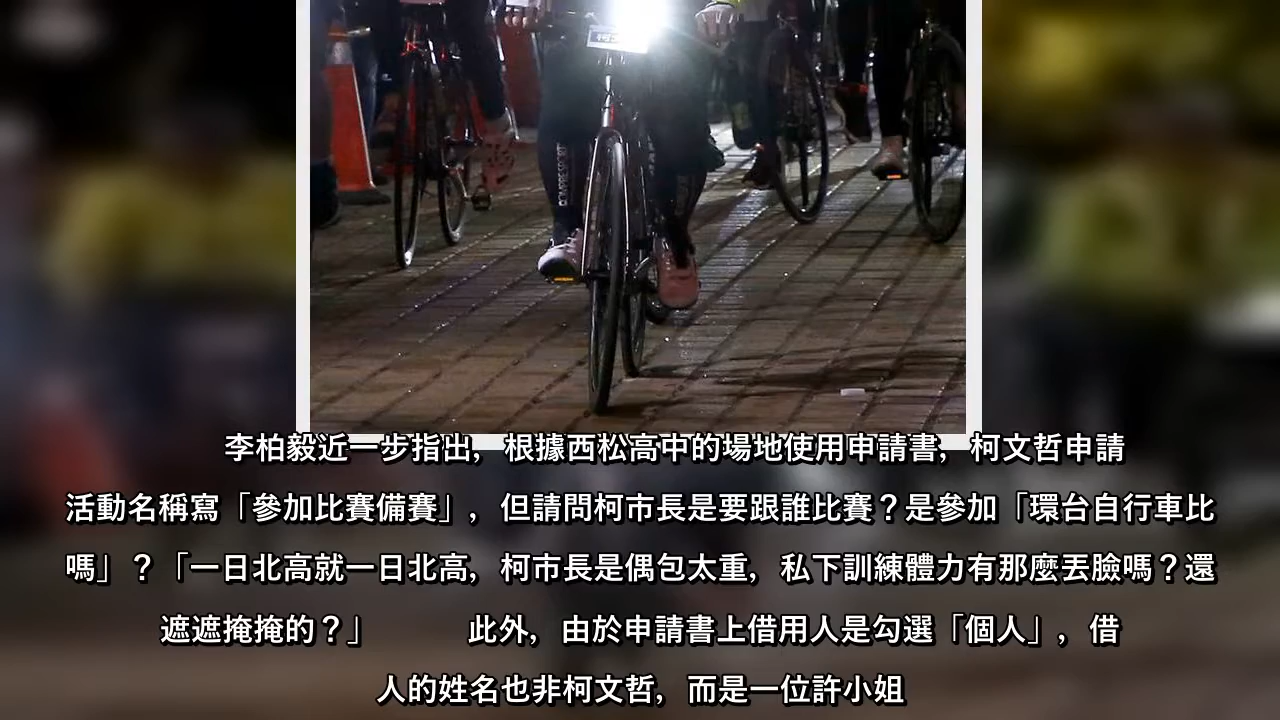 COMPRESSPORT
李柏毅近一步指出，根據西松高中的場地使用申請書，柯文哲申請
活動名稱寫「參加比賽備賽」，但請問柯市長是要跟誰比賽？是參加「環台自行車比
嗎」？「一日北高就一日北高，柯市長是偶包太重，私下訓練體力有那麼丟臉嗎？還
遮遮掩掩的？」　　　此外，由於申請書上借用人是勾選「個人」，借
人的姓名也非柯文哲，而是一位許小姐